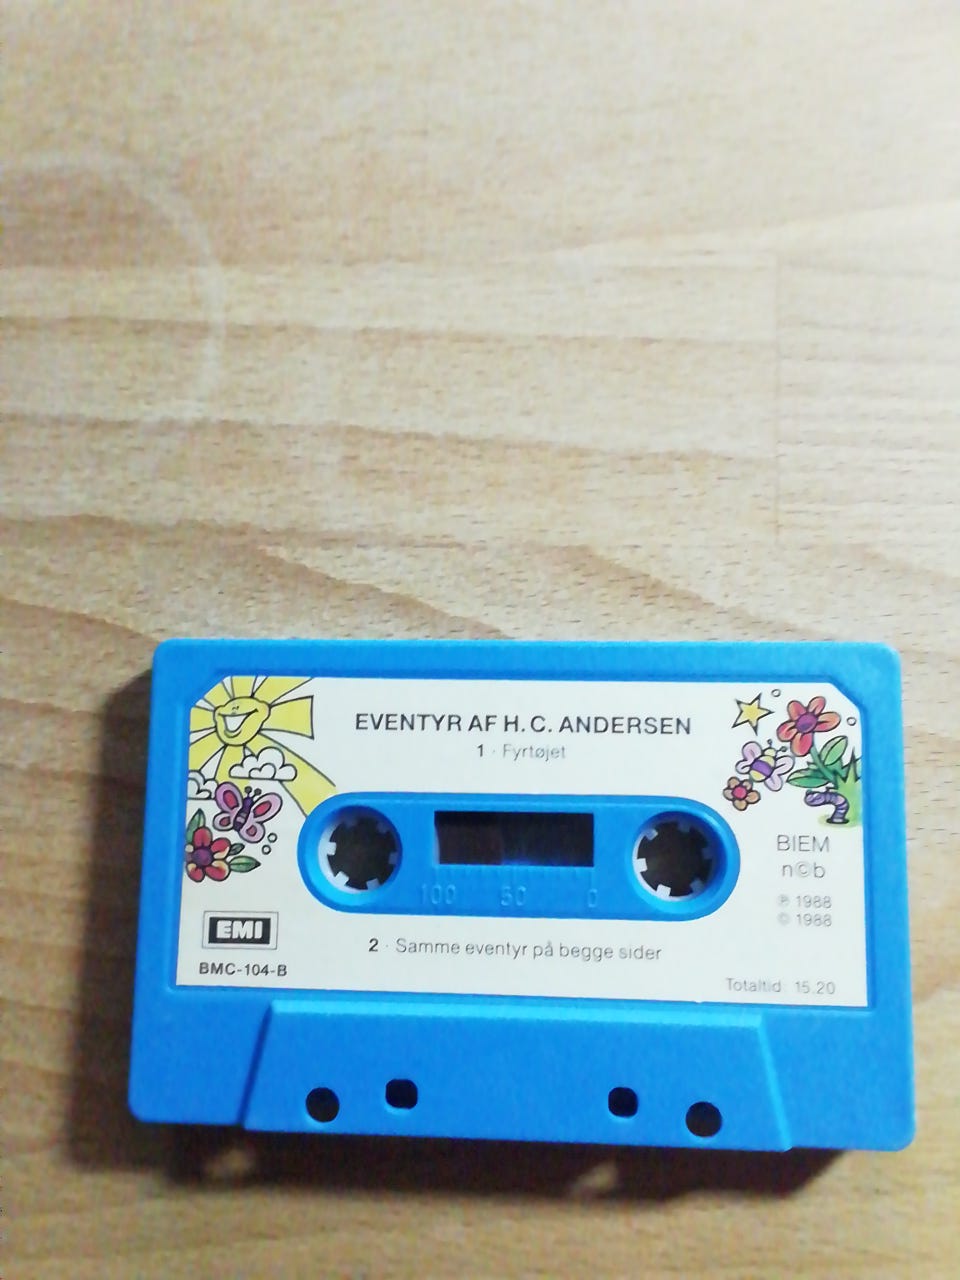 EVENTYR AF H. C. ANDERSEN
1 · Fyrtøjet
100 50 0
BIEM
n©b
℗ 1988
© 1988
EMI
BMC-104-B
2 · Samme eventyr på begge sider
Totaltid: 15.20